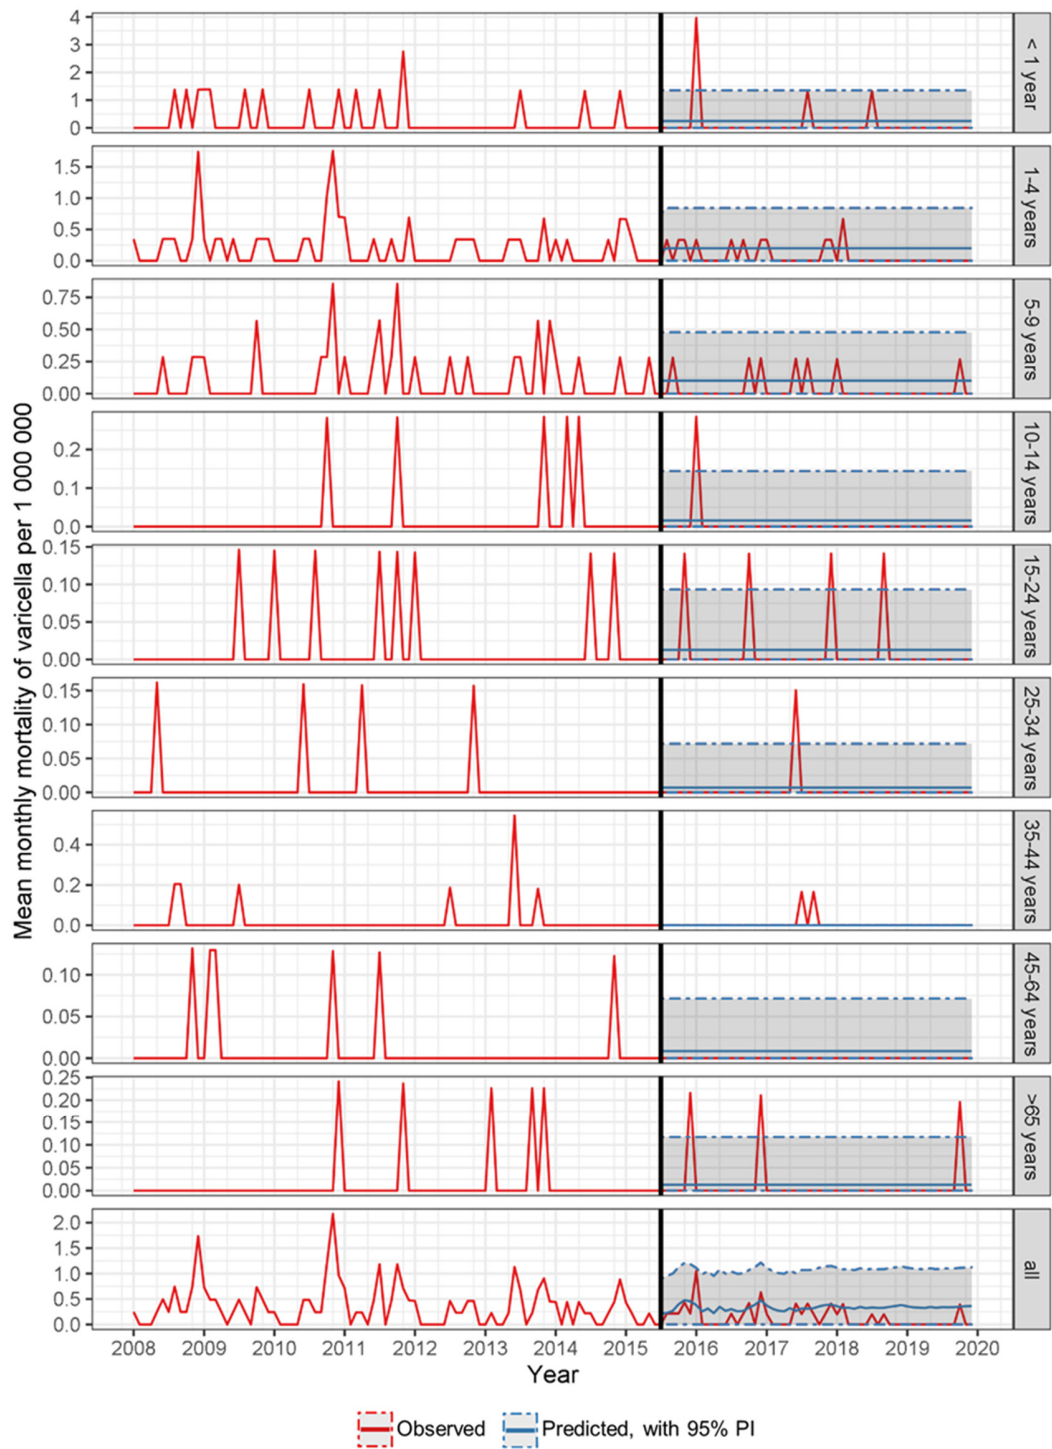 Mean monthly mortality of varicella per 1 000 000
4
3
2
1
0
< 1 year
1.5
1.0
0.5
0.0
1-4 years
0.75
0.50
0.25
0.00
5-9 years
0.2
0.1
0.0
10-14 years
0.15
0.10
0.05
0.00
15-24 years
0.15
0.10
0.05
0.00
25-34 years
0.4
0.2
0.0
35-44 years
0.10
0.05
0.00
45-64 years
0.25
0.20
0.15
0.10
0.05
0.00
>65 years
2.0
1.5
1.0
0.5
0.0
all
2008 2009 2010 2011 2012 2013 2014 2015 2016 2017 2018 2019 2020
Year
Observed Predicted, with 95% PI